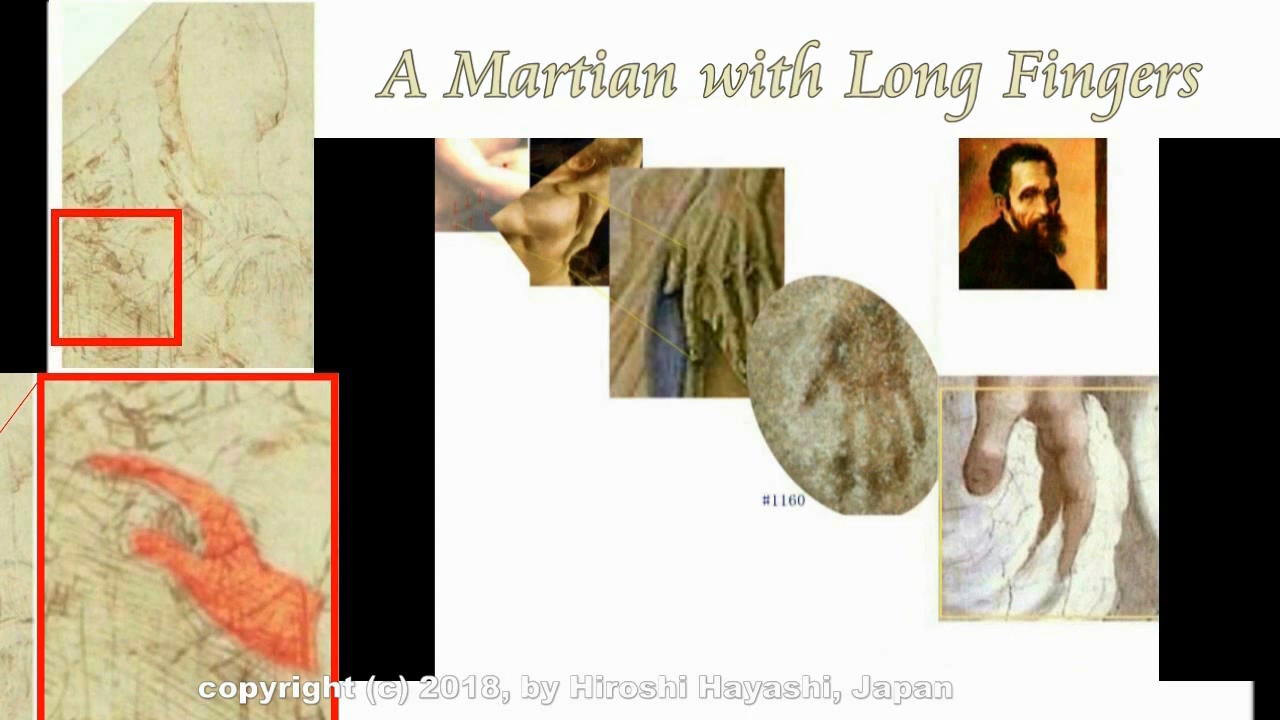 A Martian with Long Fingers
#1160
copyright (c) 2018, by Hiroshi Hayashi, Japan